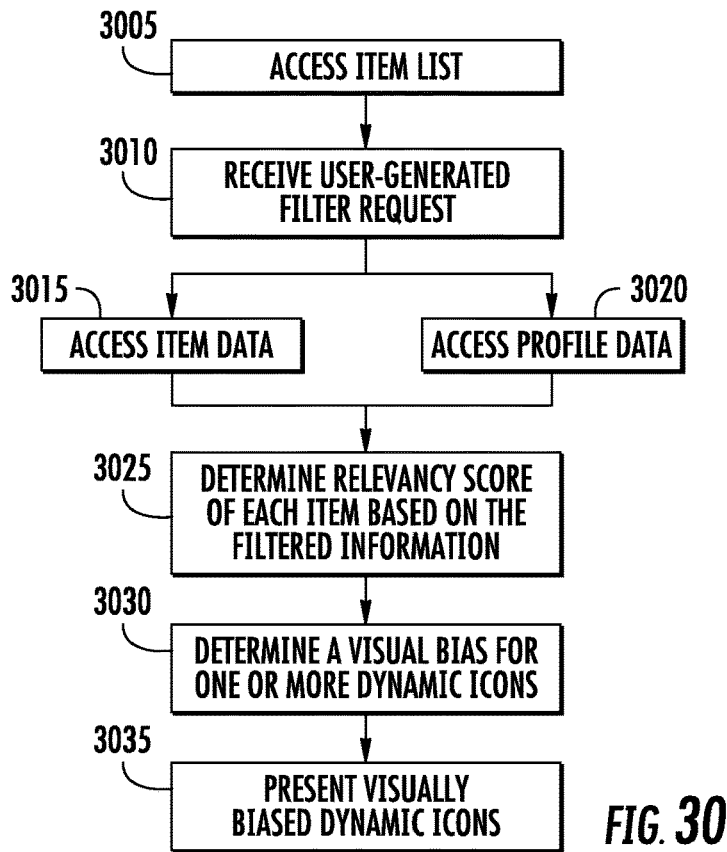 3005
ACCESS ITEM LIST
3010
RECEIVE USER-GENERATED
FILTER REQUEST
3015
ACCESS ITEM DATA
3020
ACCESS PROFILE DATA
3025
DETERMINE RELEVANCY SCORE
OF EACH ITEM BASED ON THE
FILTERED INFORMATION
3030
DETERMINE A VISUAL BIAS FOR
ONE OR MORE DYNAMIC ICONS
3035
PRESENT VISUALLY
BIASED DYNAMIC ICONS
FIG. 30